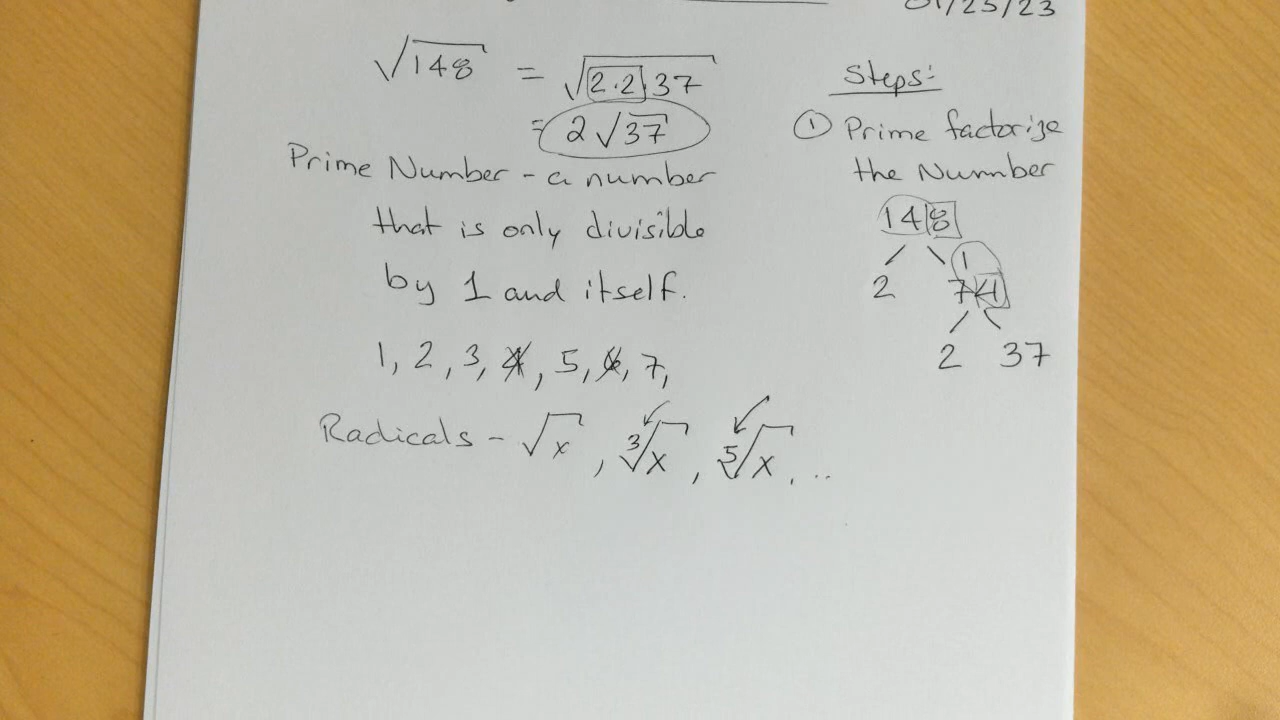 01/25/23
√148 = √2·2·37
= 2√37
Prime Number - a number
that is only divisible
by 1 and itself.
1, 2, 3, 4, 5, 6, 7,
Radicals - √x, ∛x, ⁵√x, ..
Steps:
① Prime factorize
the Number
148
2 74
1
2 37